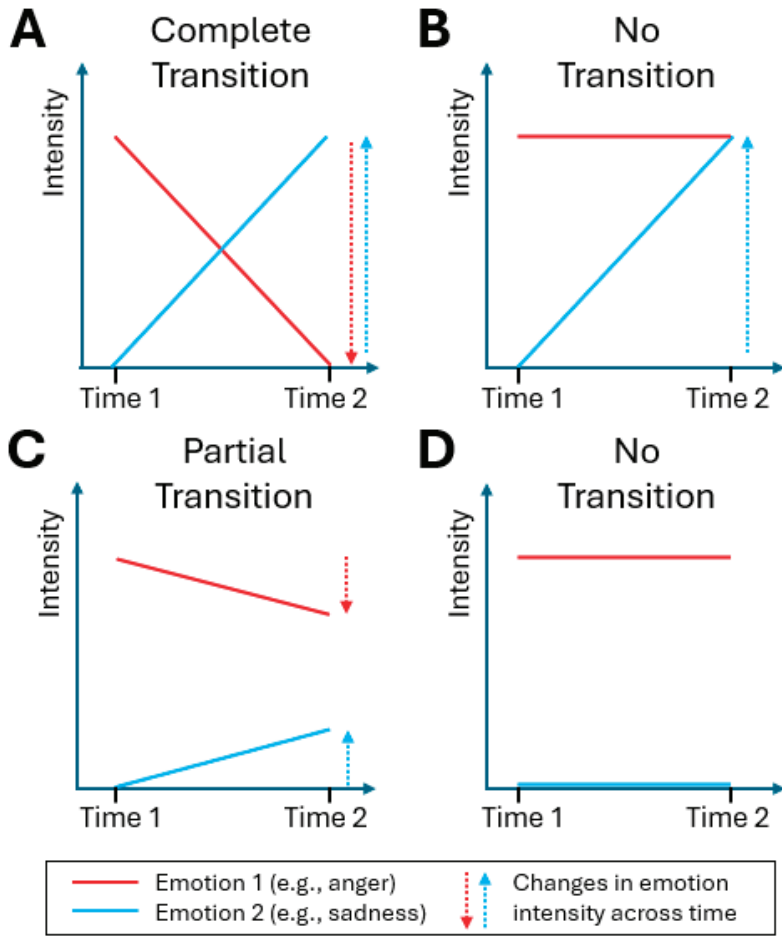 A
Complete
Transition
Intensity
Time 1
Time 2
B
No
Transition
Intensity
Time 1
Time 2
C
Partial
Transition
Intensity
Time 1
Time 2
D
No
Transition
Intensity
Time 1
Time 2
Emotion 1 (e.g., anger)
Emotion 2 (e.g., sadness)
Changes in emotion
intensity across time